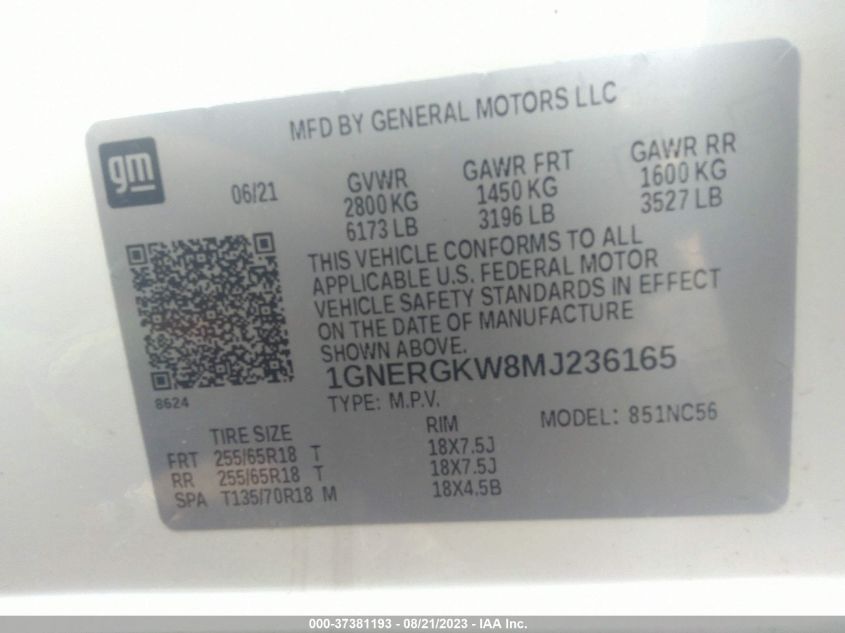 MFD BY GENERAL MOTORS LLC
gm
06/21
GVWR
2800 KG
6173 LB
GAWR FRT
1450 KG
3196 LB
GAWR RR
1600 KG
3527 LB
THIS VEHICLE CONFORMS TO ALL
APPLICABLE U.S. FEDERAL MOTOR
VEHICLE SAFETY STANDARDS IN EFFECT
ON THE DATE OF MANUFACTURE
SHOWN ABOVE.
1GNERGKW8MJ236165
8624
TYPE: M.P.V.
MODEL: 851NC56
TIRE SIZE
RIM
FRT 255/65R18 T 18X7.5J
RR 255/65R18 T 18X7.5J
SPA T135/70R18 M 18X4.5B
000-37381193 - 08/21/2023 - IAA Inc.